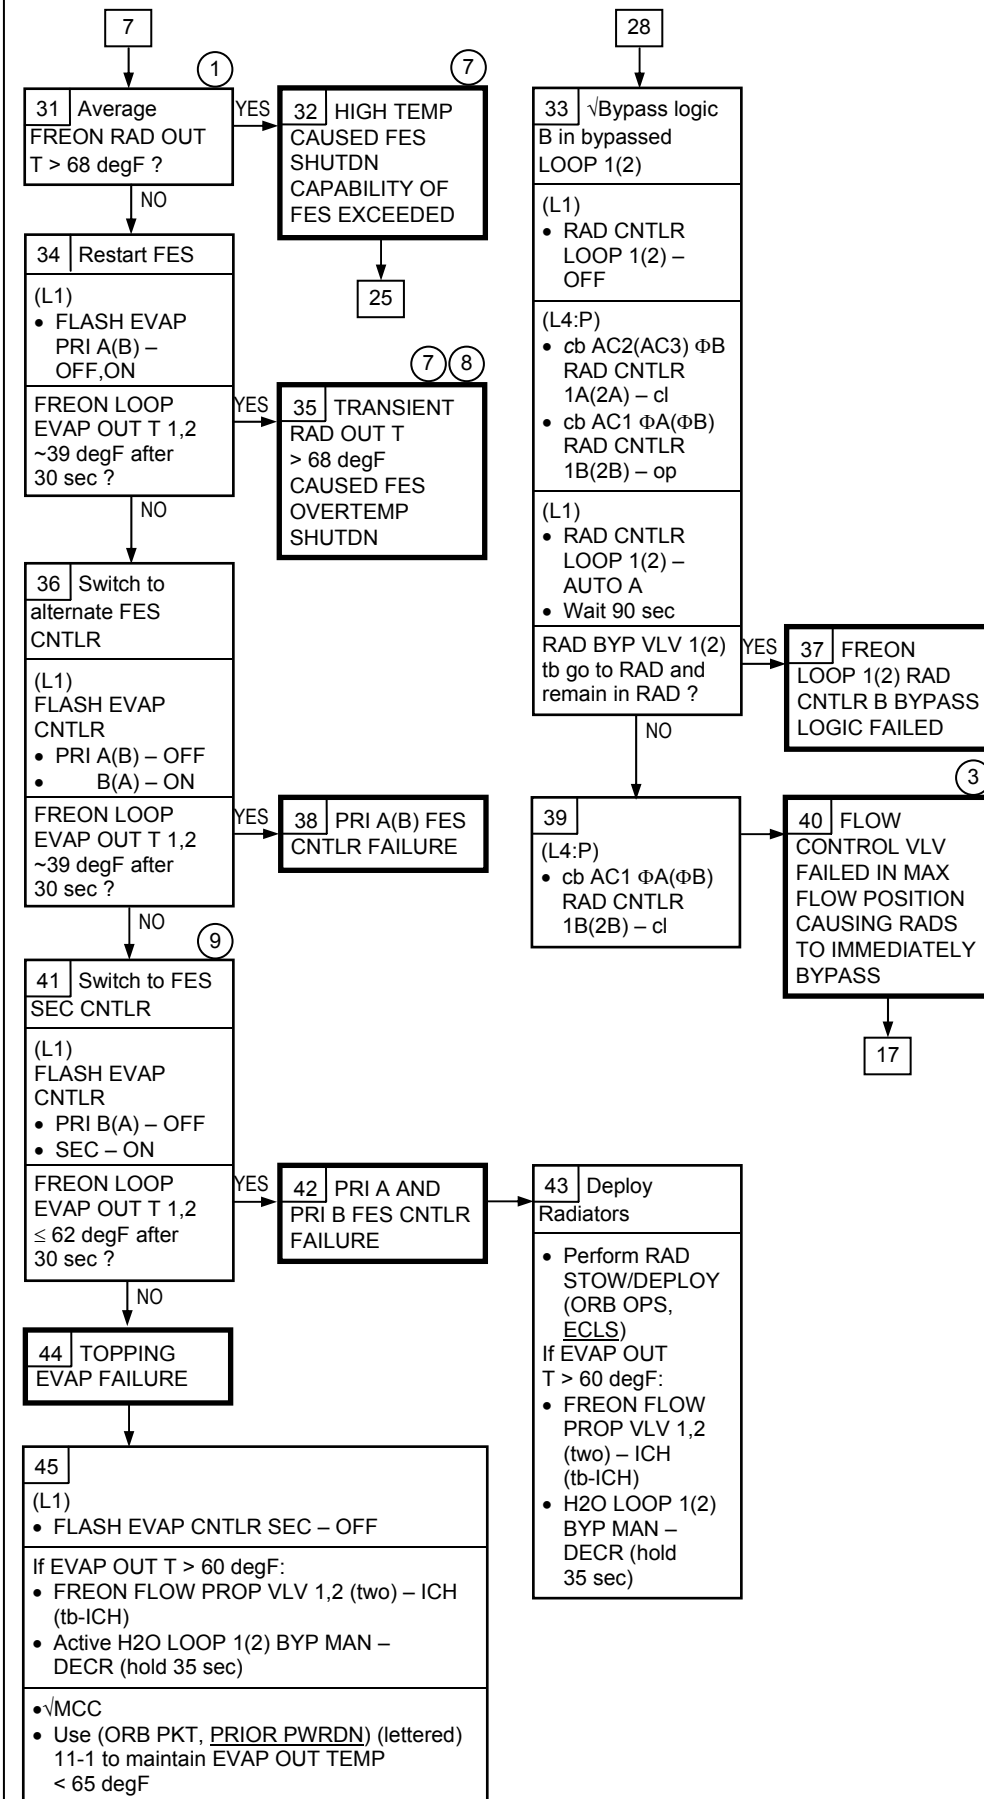 7
1
31 Average
FREON RAD OUT
T > 68 degF ?
YES
NO
7
32 HIGH TEMP
CAUSED FES
SHUTDN
CAPABILITY OF
FES EXCEEDED
25
34 Restart FES
(L1)
• FLASH EVAP
PRI A(B) –
OFF,ON
FREON LOOP
EVAP OUT T 1,2
~39 degF after
30 sec ?
YES
NO
7 8
35 TRANSIENT
RAD OUT T
> 68 degF
CAUSED FES
OVERTEMP
SHUTDN
36 Switch to
alternate FES
CNTLR
(L1)
FLASH EVAP
CNTLR
• PRI A(B) – OFF
• B(A) – ON
FREON LOOP
EVAP OUT T 1,2
~39 degF after
30 sec ?
YES
NO
38 PRI A(B) FES
CNTLR FAILURE
9
41 Switch to FES
SEC CNTLR
(L1)
FLASH EVAP
CNTLR
• PRI B(A) – OFF
• SEC – ON
FREON LOOP
EVAP OUT T 1,2
≤ 62 degF after
30 sec ?
YES
NO
42 PRI A AND
PRI B FES CNTLR
FAILURE
43 Deploy
Radiators
• Perform RAD
STOW/DEPLOY
(ORB OPS,
ECLS)
If EVAP OUT
T > 60 degF:
• FREON FLOW
PROP VLV 1,2
(two) – ICH
(tb-ICH)
• H2O LOOP 1(2)
BYP MAN –
DECR (hold
35 sec)
44 TOPPING
EVAP FAILURE
45
(L1)
• FLASH EVAP CNTLR SEC – OFF
If EVAP OUT T > 60 degF:
• FREON FLOW PROP VLV 1,2 (two) – ICH
(tb-ICH)
• Active H2O LOOP 1(2) BYP MAN –
DECR (hold 35 sec)
•√MCC
• Use (ORB PKT, PRIOR PWRDN) (lettered)
11-1 to maintain EVAP OUT TEMP
< 65 degF
28
33 √Bypass logic
B in bypassed
LOOP 1(2)
(L1)
• RAD CNTLR
LOOP 1(2) –
OFF
(L4:P)
• cb AC2(AC3) ΦB
RAD CNTLR
1A(2A) – cl
• cb AC1 ΦA(ΦB)
RAD CNTLR
1B(2B) – op
(L1)
• RAD CNTLR
LOOP 1(2) –
AUTO A
• Wait 90 sec
RAD BYP VLV 1(2)
tb go to RAD and
remain in RAD ?
YES
NO
37 FREON
LOOP 1(2) RAD
CNTLR B BYPASS
LOGIC FAILED
39
(L4:P)
• cb AC1 ΦA(ΦB)
RAD CNTLR
1B(2B) – cl
3
40 FLOW
CONTROL VLV
FAILED IN MAX
FLOW POSITION
CAUSING RADS
TO IMMEDIATELY
BYPASS
17